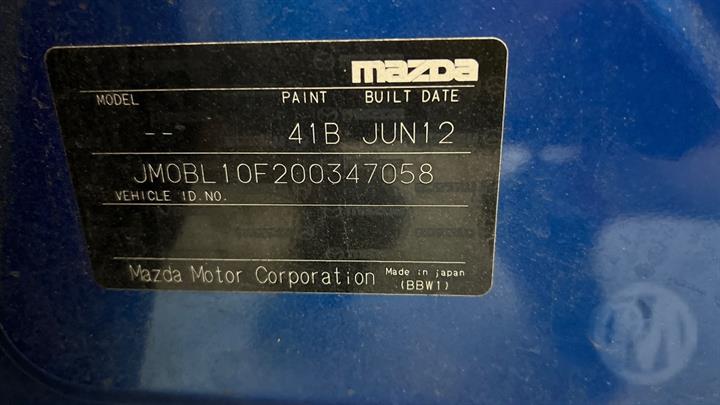 mazda
MODEL PAINT BUILT DATE
-- 41B JUN12
JM0BL10F200347058
VEHICLE ID.NO.
Mazda Motor Corporation Made in japan
(BBW1)